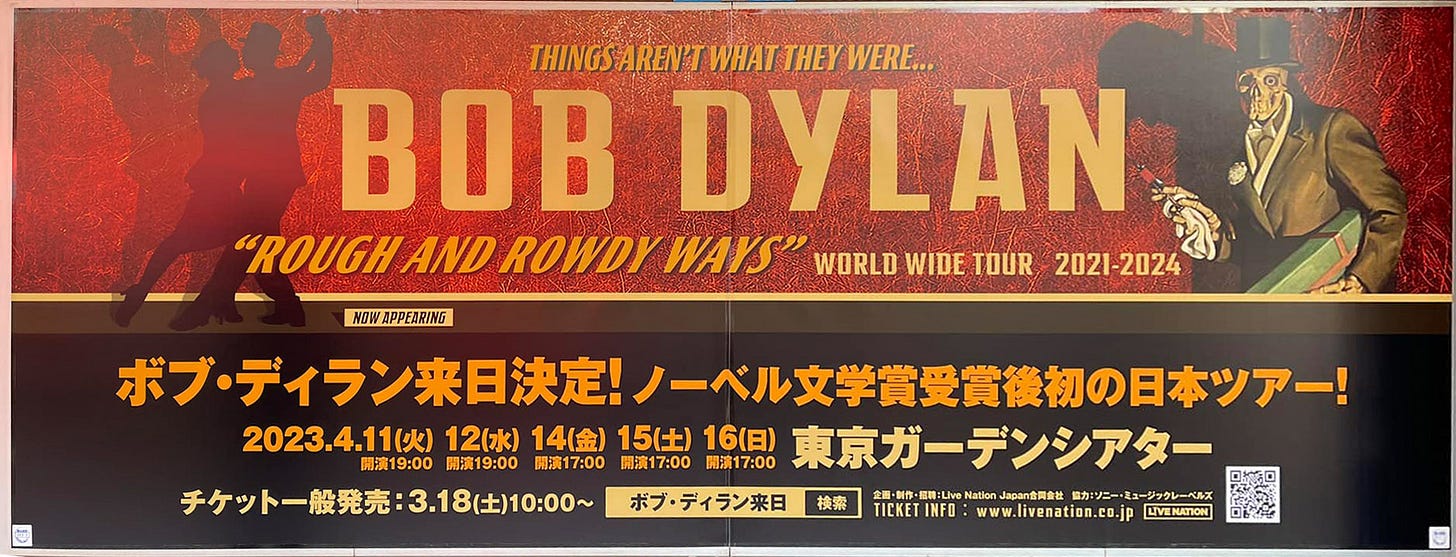 THINGS AREN'T WHAT THEY WERE...
BOB DYLAN
"ROUGH AND ROWDY WAYS" WORLD WIDE TOUR 2021-2024
NOW APPEARING
ボブ・ディラン来日決定!ノーベル文学賞受賞後初の日本ツアー!
2023.4.11(火) 12(水) 14(金) 15(土) 16(日) 東京ガーデンシアター
開演19:00 開演19:00 開演17:00 開演17:00 開演17:00
チケット一般発売:3.18(土)10:00～ ボブ・ディラン来日 検索
企画・制作・招聘:Live Nation Japan合同会社 協力:ソニー・ミュージックレーベルズ
TICKET INFO : www.livenation.co.jp LIVE NATION